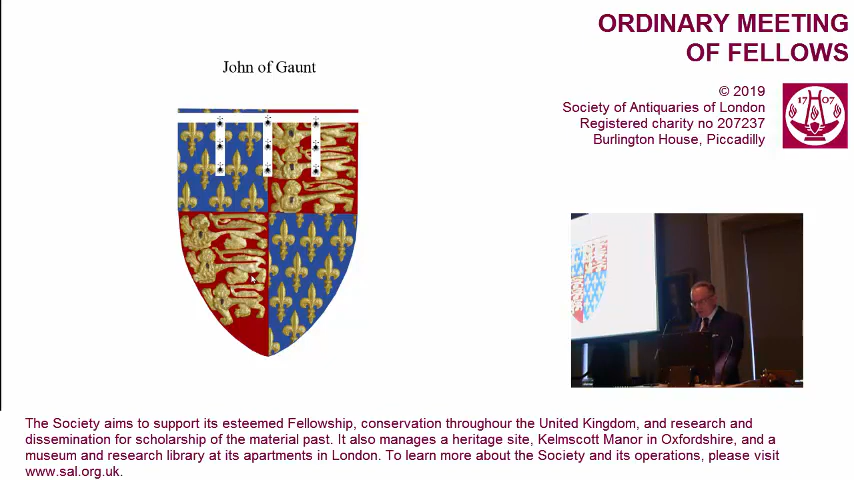 ORDINARY MEETING
OF FELLOWS
John of Gaunt
© 2019
Society of Antiquaries of London
Registered charity no 207237
Burlington House, Piccadilly
17 07
The Society aims to support its esteemed Fellowship, conservation throughour the United Kingdom, and research and
dissemination for scholarship of the material past. It also manages a heritage site, Kelmscott Manor in Oxfordshire, and a
museum and research library at its apartments in London. To learn more about the Society and its operations, please visit
www.sal.org.uk.